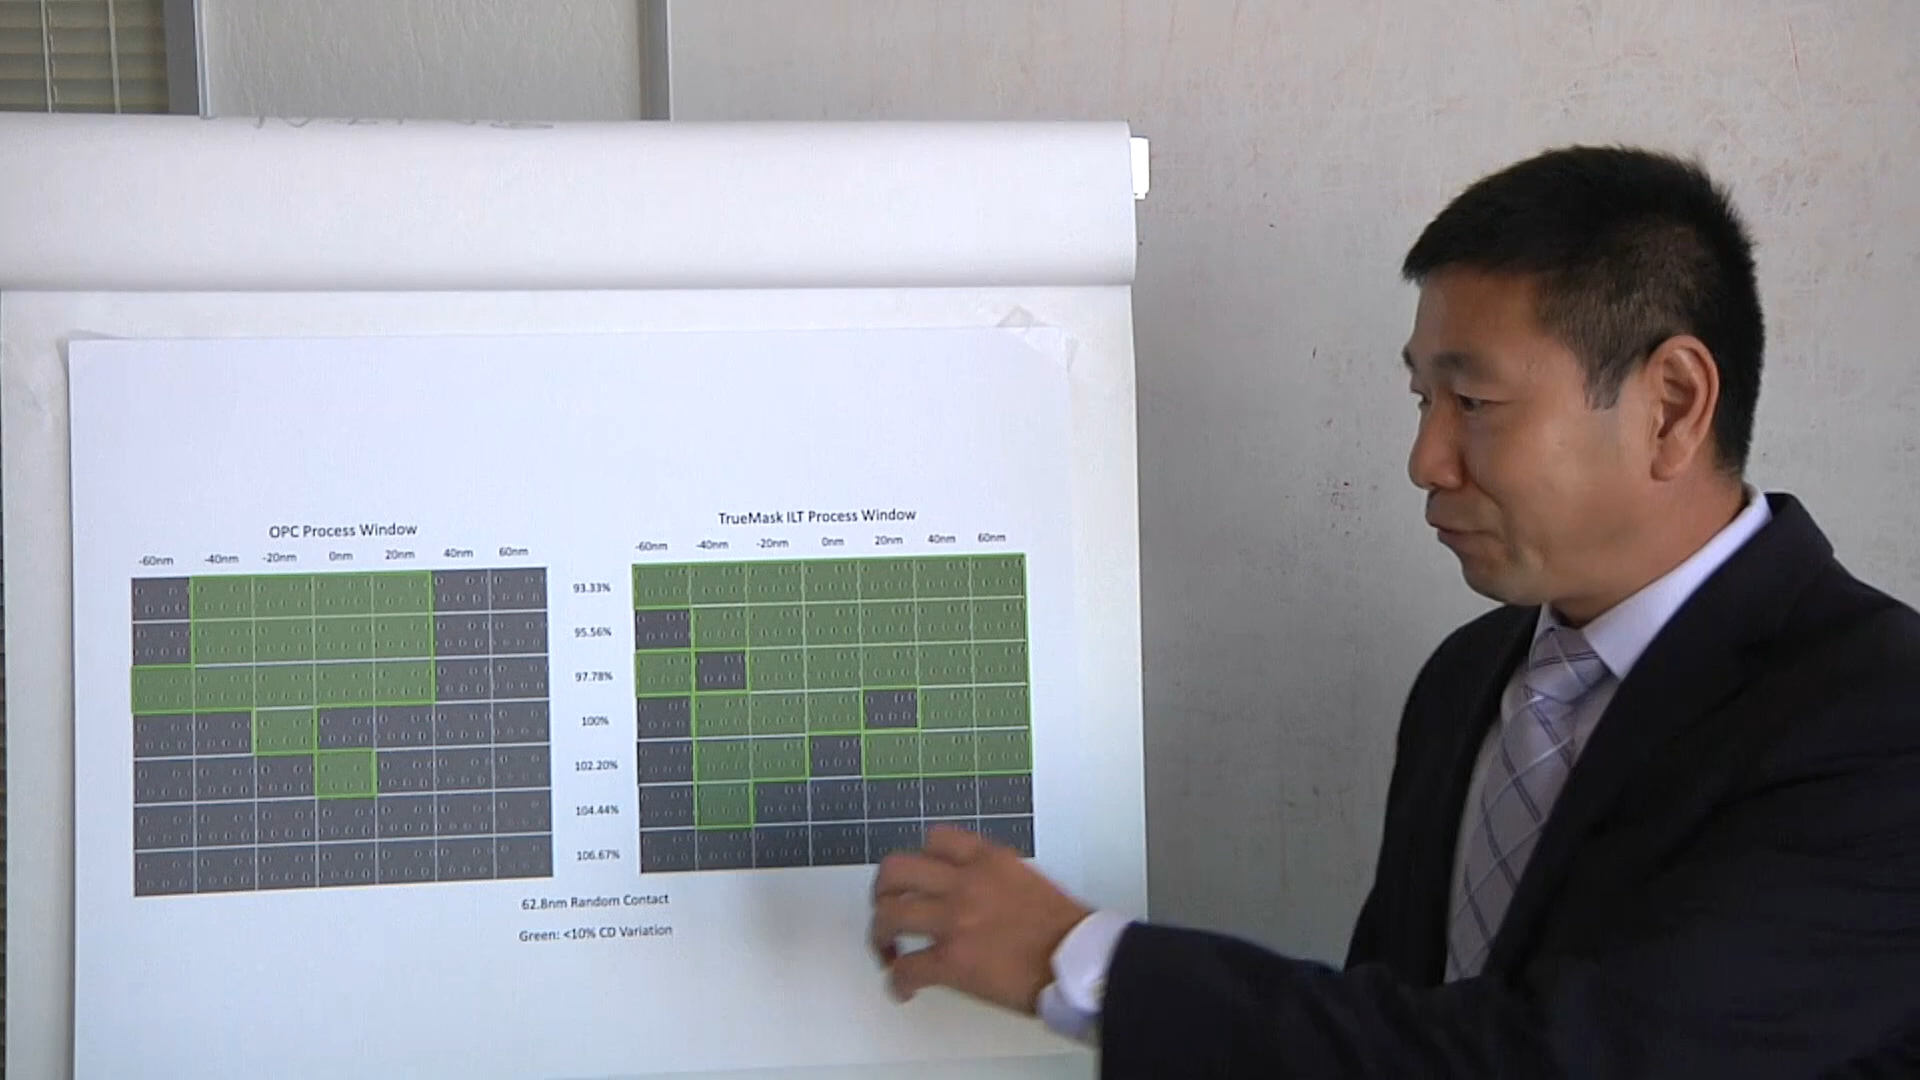 OPC Process Window
-60nm -40nm -20nm 0nm 20nm 40nm 60nm
TrueMask ILT Process Window
-60nm -40nm -20nm 0nm 20nm 40nm 60nm
93.33%
95.56%
97.78%
100%
102.20%
104.44%
106.67%
62.8nm Random Contact
Green: <10% CD Variation